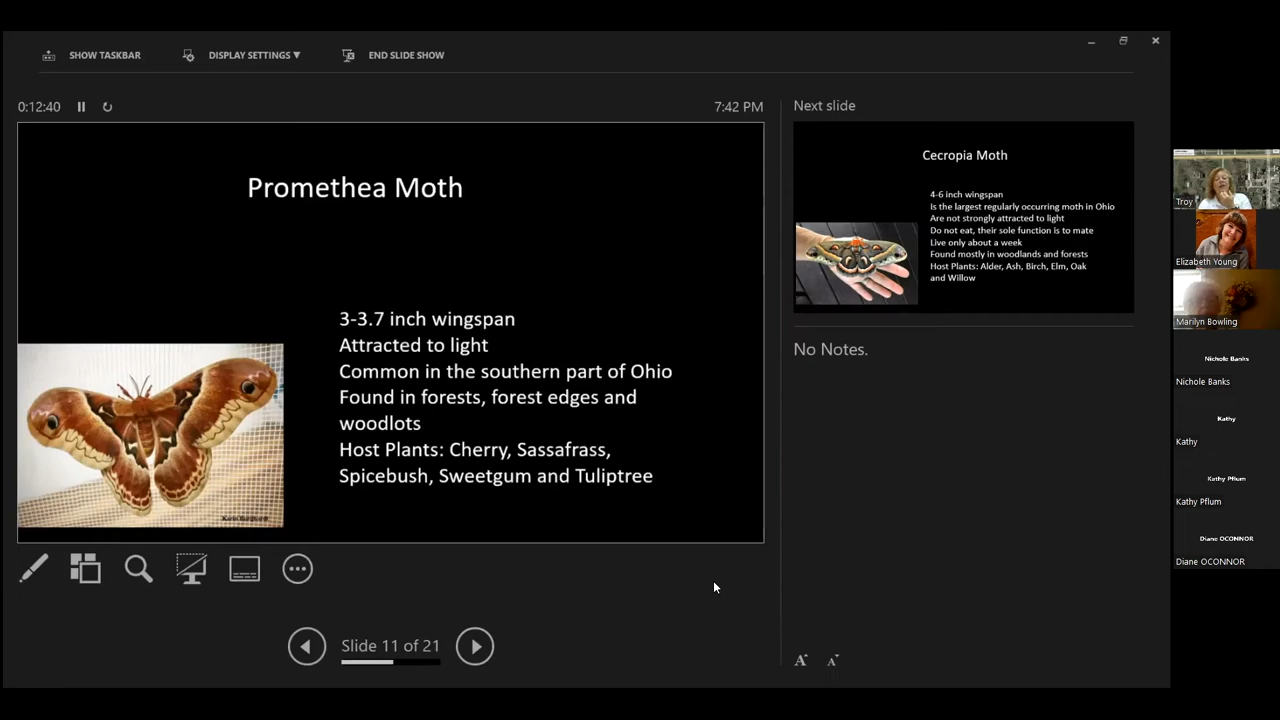 SHOW TASKBAR
DISPLAY SETTINGS ▼
END SLIDE SHOW
0:12:40
7:42 PM
Promethea Moth
3-3.7 inch wingspan
Attracted to light
Common in the southern part of Ohio
Found in forests, forest edges and
woodlots
Host Plants: Cherry, Sassafrass,
Spicebush, Sweetgum and Tuliptree
Slide 11 of 21
Next slide
Cecropia Moth
4-6 inch wingspan
Is the largest regularly occurring moth in Ohio
Are not strongly attracted to light
Do not eat, their sole function is to mate
Live only about a week
Found mostly in woodlands and forests
Host Plants: Alder, Ash, Birch, Elm, Oak
and Willow
No Notes.
A A
Troy
Elizabeth Young
Marilyn Bowling
Nichole Banks
Nichole Banks
Kathy
Kathy
Kathy Pflum
Kathy Pflum
Diane OCONNOR
Diane OCONNOR